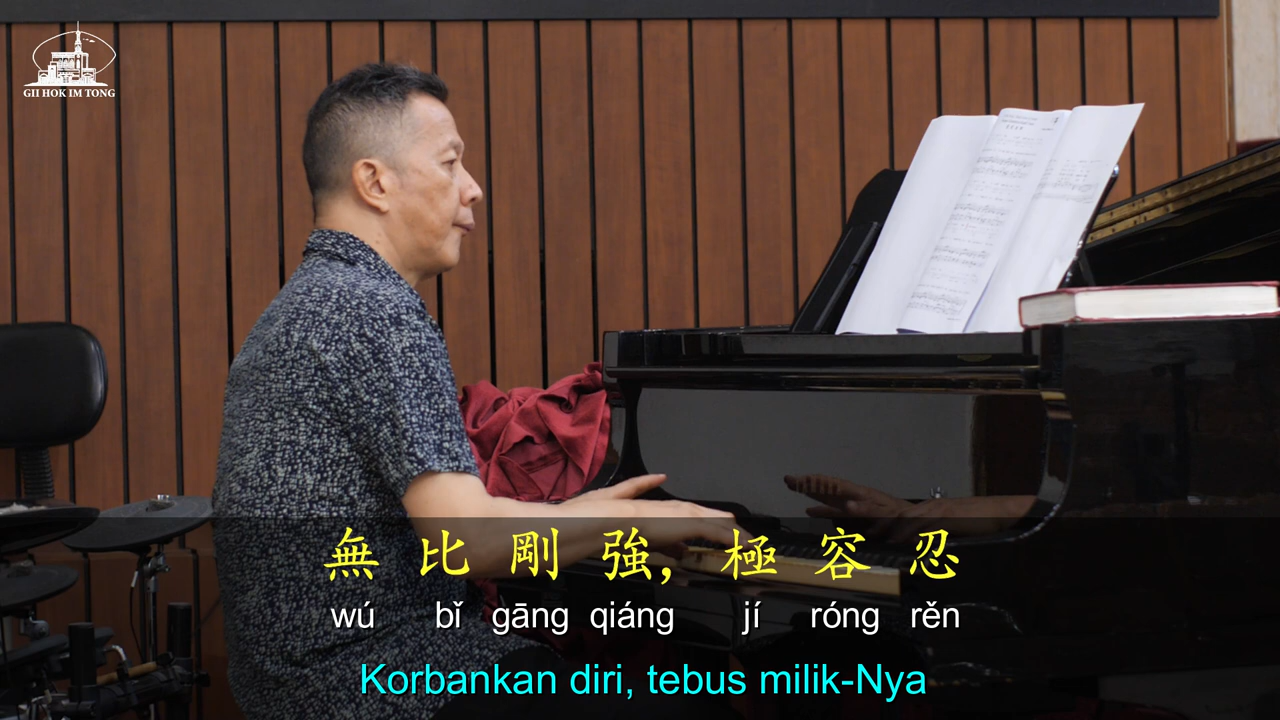 GII HOK IM TONG
無比剛強，極容忍
wú bǐ gāng qiáng jí róng rěn
Korbankan diri, tebus milik-Nya